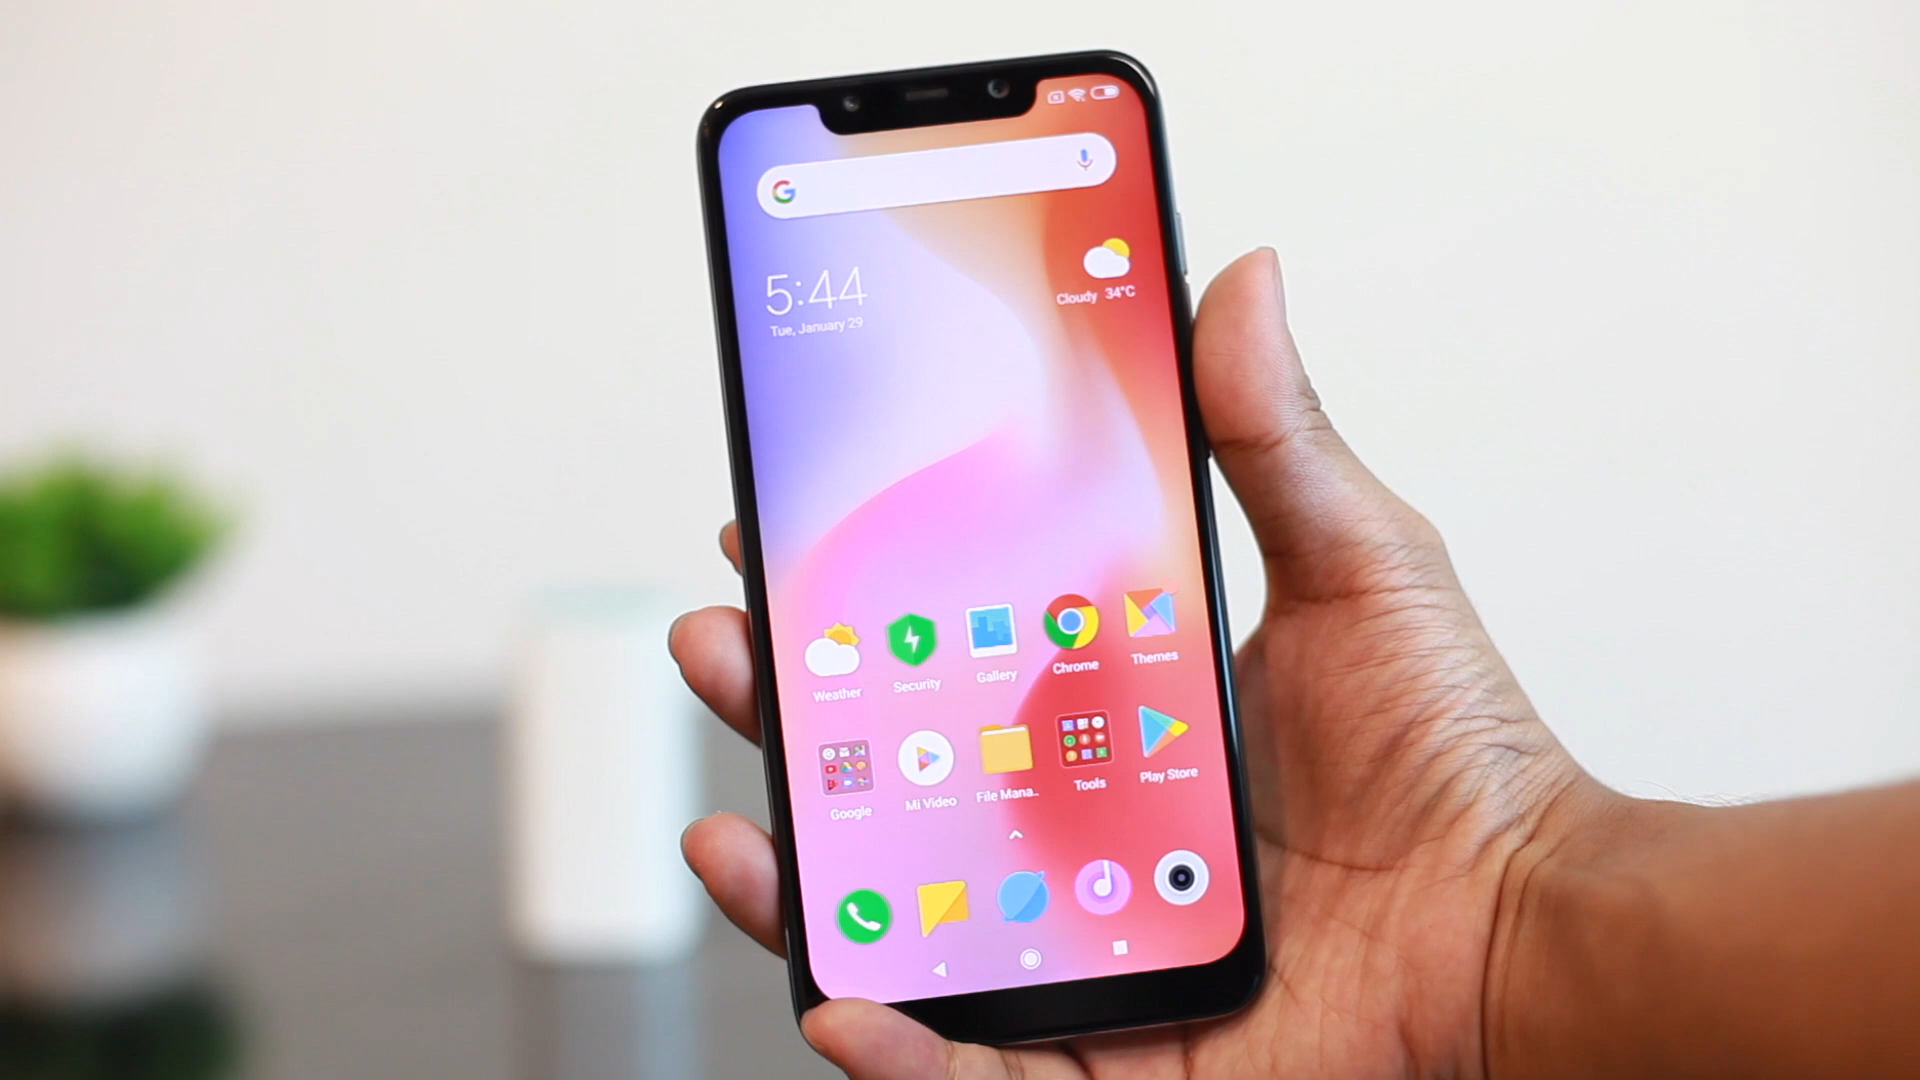 G
5:44
Tue, January 29
Cloudy 34°C
Weather
Security
Gallery
Chrome
Themes
Google
Mi Video
File Mana..
Tools
Play Store